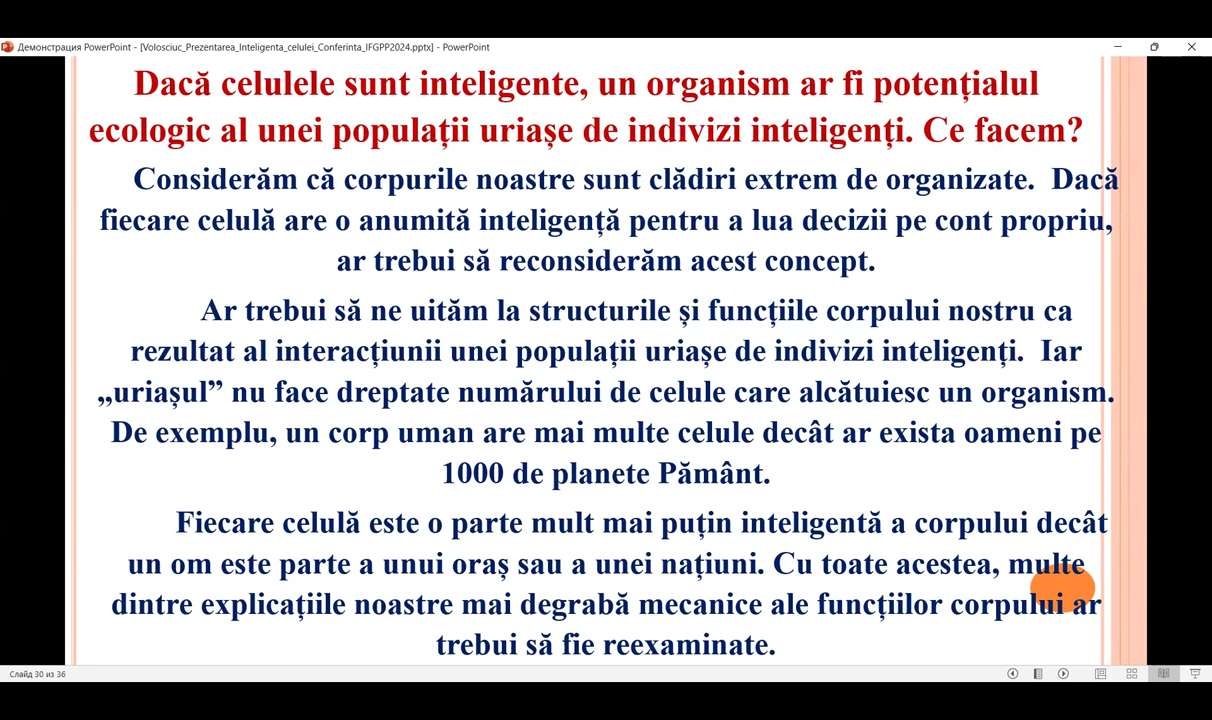 Демонстрация PowerPoint - [Volosciuc_Prezentarea_Inteligenta_celulei_Conferinta_IFGPP2024.pptx] - PowerPoint
Dacă celulele sunt inteligente, un organism ar fi potențialul
ecologic al unei populații uriașe de indivizi inteligenți. Ce facem?
Considerăm că corpurile noastre sunt clădiri extrem de organizate. Dacă
fiecare celulă are o anumită inteligență pentru a lua decizii pe cont propriu,
ar trebui să reconsiderăm acest concept.
Ar trebui să ne uităm la structurile și funcțiile corpului nostru ca
rezultat al interacțiunii unei populații uriașe de indivizi inteligenți. Iar
„uriașul” nu face dreptate numărului de celule care alcătuiesc un organism.
De exemplu, un corp uman are mai multe celule decât ar exista oameni pe
1000 de planete Pământ.
Fiecare celulă este o parte mult mai puțin inteligentă a corpului decât
un om este parte a unui oraș sau a unei națiuni. Cu toate acestea, multe
dintre explicațiile noastre mai degrabă mecanice ale funcțiilor corpului ar
trebui să fie reexaminate.
Слайд 30 из 36